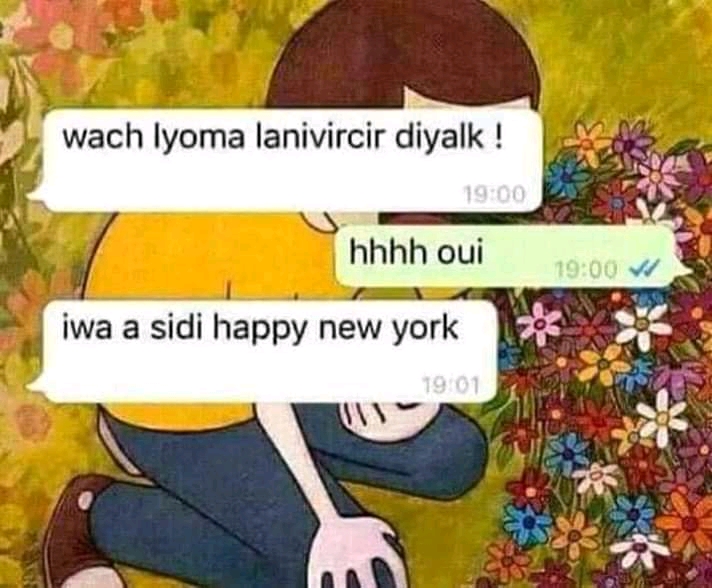 wach lyoma lanivircir diyalk !
19:00
hhhh oui
19:00
iwa a sidi happy new york
19:01